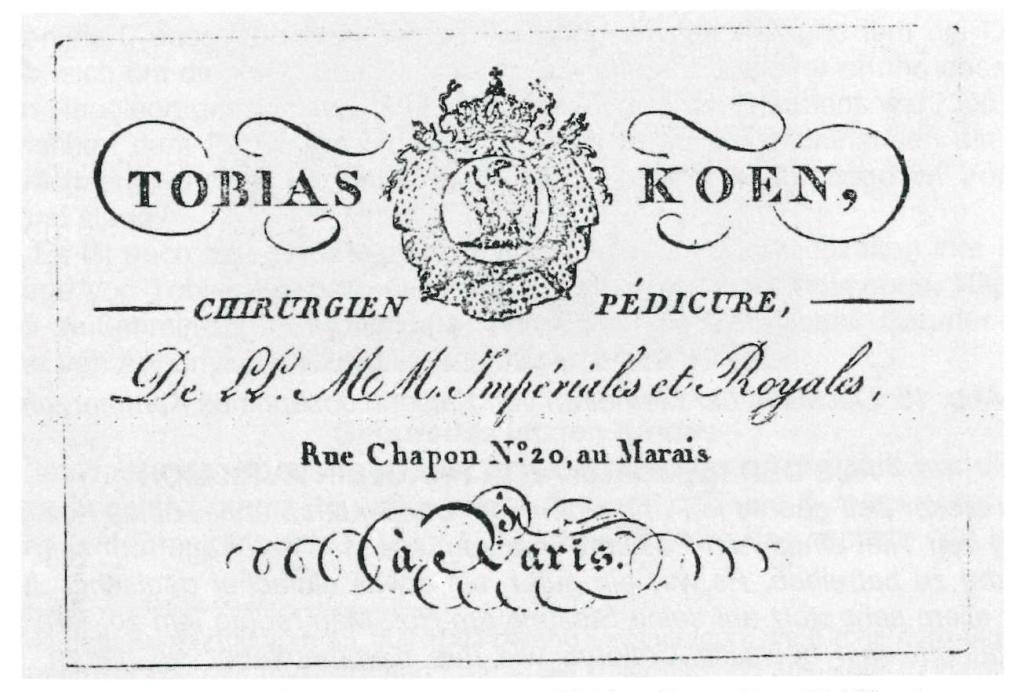 TOBIAS KOEN,
CHIRURGIEN PÉDICURE,
De LL. MM. Impériales et Royales,
Rue Chapon N.º 20, au Marais
à Paris.